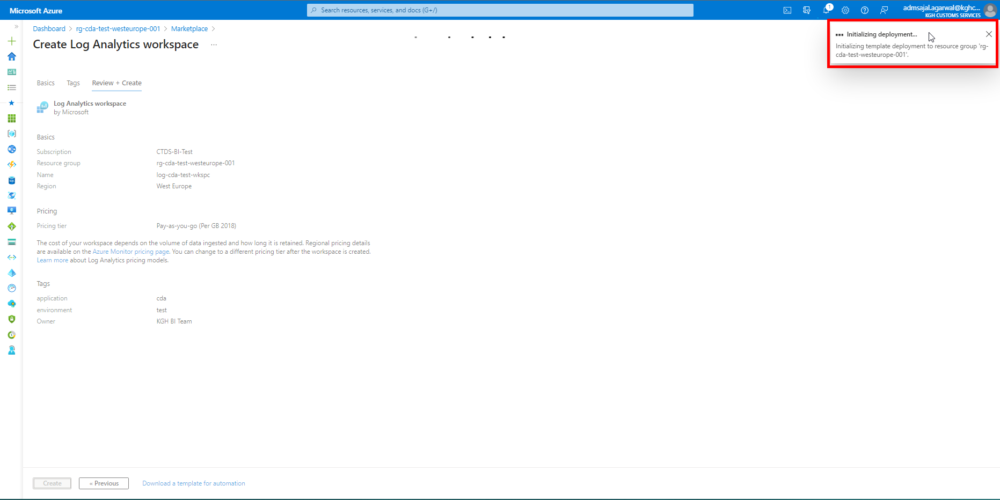 Microsoft Azure
Search resources, services, and docs (G+/)
1
admsajal.agarwal@kghc...
KGH CUSTOMS SERVICES
Dashboard > rg-cda-test-westeurope-001 > Marketplace >
Create Log Analytics workspace ...
Initializing deployment...
Initializing template deployment to resource group 'rg-
cda-test-westeurope-001'.
Basics Tags Review + Create
Log Analytics workspace
by Microsoft
Basics
Subscription CTDS-BI-Test
Resource group rg-cda-test-westeurope-001
Name log-cda-test-wkspc
Region West Europe
Pricing
Pricing tier Pay-as-you-go (Per GB 2018)
The cost of your workspace depends on the volume of data ingested and how long it is retained. Regional pricing details
are available on the Azure Monitor pricing page. You can change to a different pricing tier after the workspace is created.
Learn more about Log Analytics pricing models.
Tags
application cda
environment test
Owner KGH BI Team
Create « Previous Download a template for automation